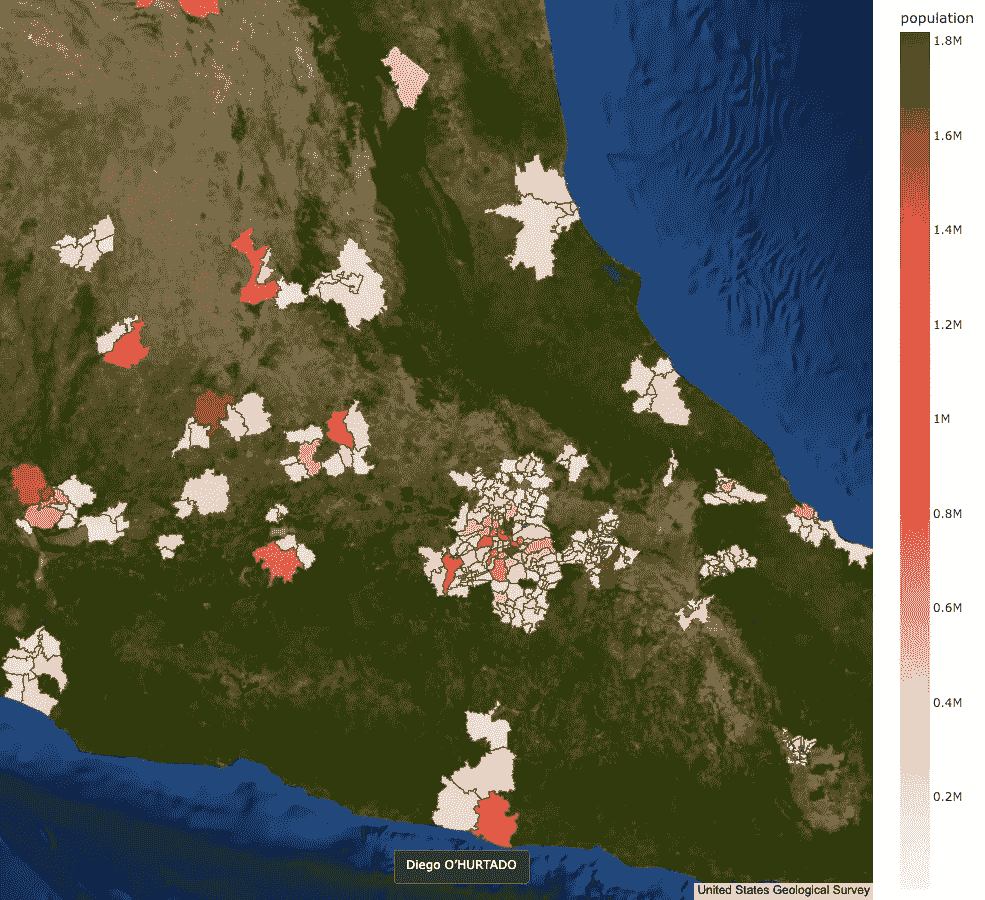 population
1.8M
1.6M
1.4M
1.2M
1M
0.8M
0.6M
0.4M
0.2M
Diego O'HURTADO
United States Geological Survey